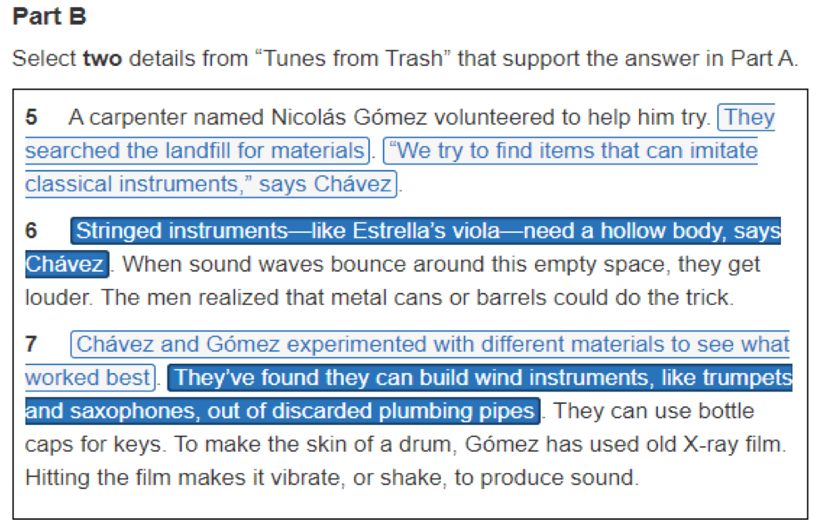 Part B
Select two details from “Tunes from Trash” that support the answer in Part A.
5 A carpenter named Nicolás Gómez volunteered to help him try. They
searched the landfill for materials. “We try to find items that can imitate
classical instruments,” says Chávez.
6 Stringed instruments—like Estrella’s viola—need a hollow body, says
Chávez. When sound waves bounce around this empty space, they get
louder. The men realized that metal cans or barrels could do the trick.
7 Chávez and Gómez experimented with different materials to see what
worked best. They’ve found they can build wind instruments, like trumpets
and saxophones, out of discarded plumbing pipes. They can use bottle
caps for keys. To make the skin of a drum, Gómez has used old X-ray film.
Hitting the film makes it vibrate, or shake, to produce sound.